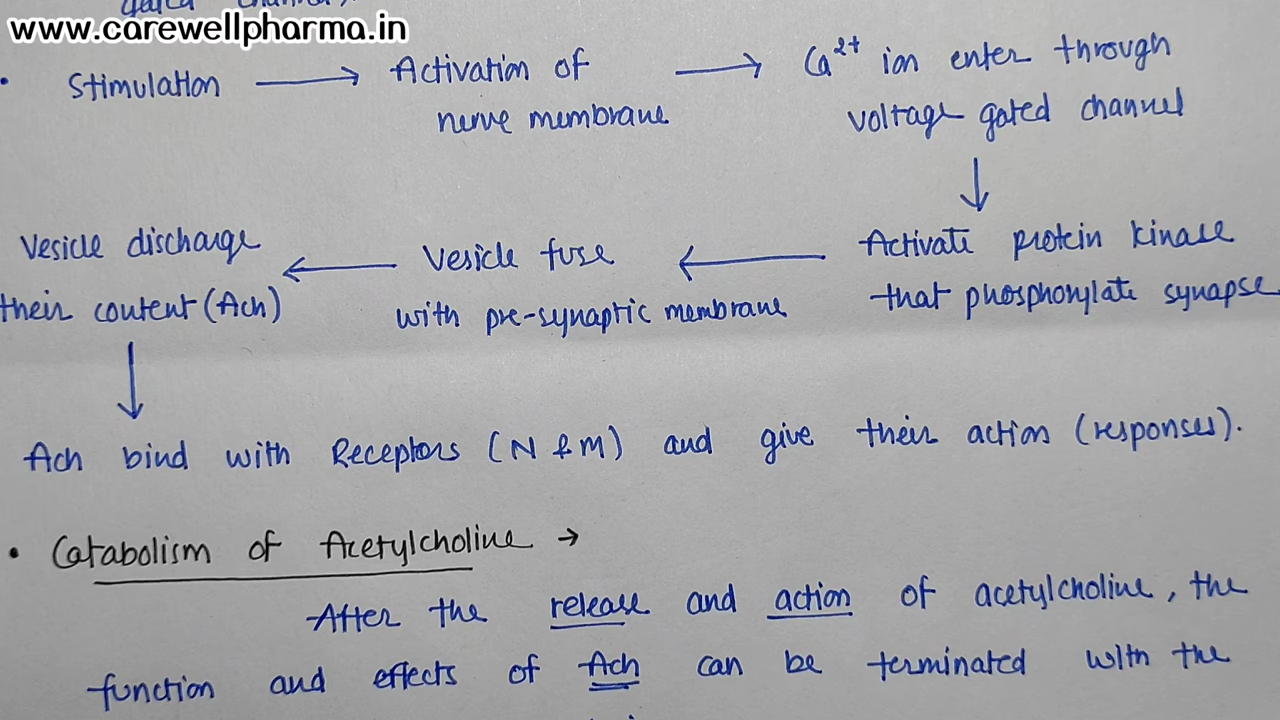 gated channel.
www.carewellpharma.in
• Stimulation → Activation of nerve membrane → Ca²⁺ ion enter through voltage gated channel
↓
Activate protein kinase that phosphorylate synapse
← Vesicle fuse with pre-synaptic membrane
← Vesicle discharge their content (Ach)
↓
Ach bind with Receptors (N & M) and give their action (responses).
• Catabolism of Acetylcholine →
After the release and action of acetylcholine, the
function and effects of Ach can be terminated with the